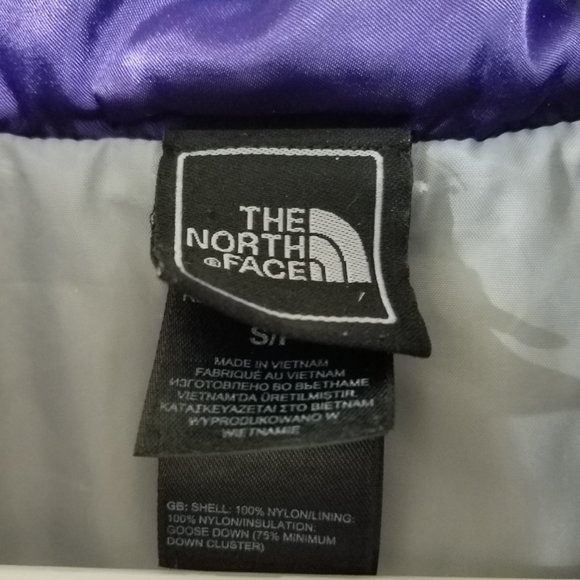 THE
NORTH
®FACE
S/P
MADE IN VIETNAM
FABRIQUÉ AU VIETNAM
ИЗГОТОВЛЕНО ВО ВЬЕТНАМЕ
VIETNAM'DA ÜRETILMISTIR.
ΚΑΤΑΣΚΕΥΑΖΕΤΑΙ ΣΤΟ ΒΙΕΤΝΑΜ
WYPRODUKOWANO W
WIETNAMIE
GB: SHELL: 100% NYLON/LINING:
100% NYLON/INSULATION:
GOOSE DOWN (75% MINIMUM
DOWN CLUSTER)